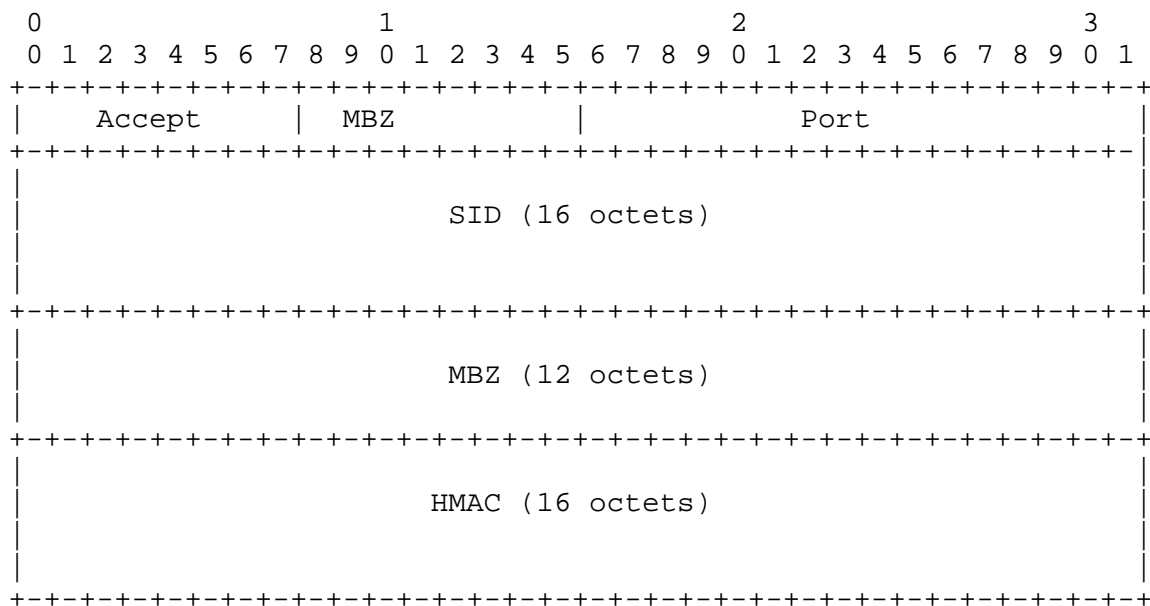 0                   1                   2                   3
0 1 2 3 4 5 6 7 8 9 0 1 2 3 4 5 6 7 8 9 0 1 2 3 4 5 6 7 8 9 0 1
+-+-+-+-+-+-+-+-+-+-+-+-+-+-+-+-+-+-+-+-+-+-+-+-+-+-+-+-+-+-+-+-+
|    Accept     |  MBZ          |            Port               |
+-+-+-+-+-+-+-+-+-+-+-+-+-+-+-+-+-+-+-+-+-+-+-+-+-+-+-+-+-+-+-+-|
|                                                               |
|                        SID (16 octets)                        |
|                                                               |
|                                                               |
+-+-+-+-+-+-+-+-+-+-+-+-+-+-+-+-+-+-+-+-+-+-+-+-+-+-+-+-+-+-+-+-+
|                                                               |
|                        MBZ (12 octets)                        |
|                                                               |
+-+-+-+-+-+-+-+-+-+-+-+-+-+-+-+-+-+-+-+-+-+-+-+-+-+-+-+-+-+-+-+-+
|                                                               |
|                       HMAC (16 octets)                        |
|                                                               |
|                                                               |
+-+-+-+-+-+-+-+-+-+-+-+-+-+-+-+-+-+-+-+-+-+-+-+-+-+-+-+-+-+-+-+-+